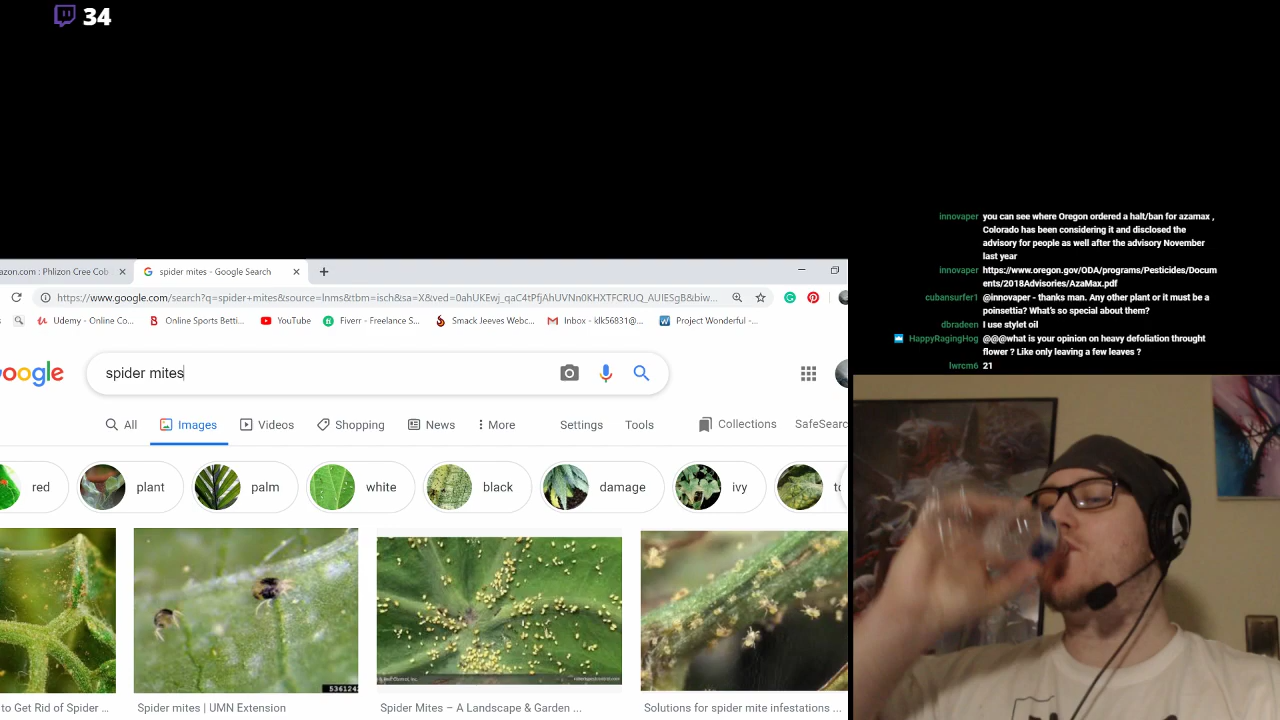 34
azon.com : Phlizon Cree Cob
spider mites - Google Search
https://www.google.com/search?q=spider+mites&source=lnms&tbm=isch&sa=X&ved=0ahUKEwj_qaC4tPfjAhUVNn0KHXTFCRUQ_AUIESgB&biw...
Udemy - Online Co...
Online Sports Betti...
YouTube
Fiverr - Freelance S...
Smack Jeeves Webc...
Inbox - klk56831@...
Project Wonderful -...
oogle
spider mites
All
Images
Videos
Shopping
News
More
Settings
Tools
Collections
SafeSearc
red
plant
palm
white
black
damage
ivy
to Get Rid of Spider ...
5361243
Spider mites | UMN Extension
Spider Mites – A Landscape & Garden ...
Solutions for spider mite infestations ...
innovaper you can see where Oregon ordered a halt/ban for azamax ,
Colorado has been considering it and disclosed the
advisory for people as well after the advisory November
last year
innovaper https://www.oregon.gov/ODA/programs/Pesticides/Docum
ents/2018Advisories/AzaMax.pdf
cubansurfer1 @innovaper - thanks man. Any other plant or it must be a
poinsettia? What's so special about them?
dbradeen I use stylet oil
HappyRagingHog @@@what is your opinion on heavy defoliation throught
flower ? Like only leaving a few leaves ?
lwrcm6 21